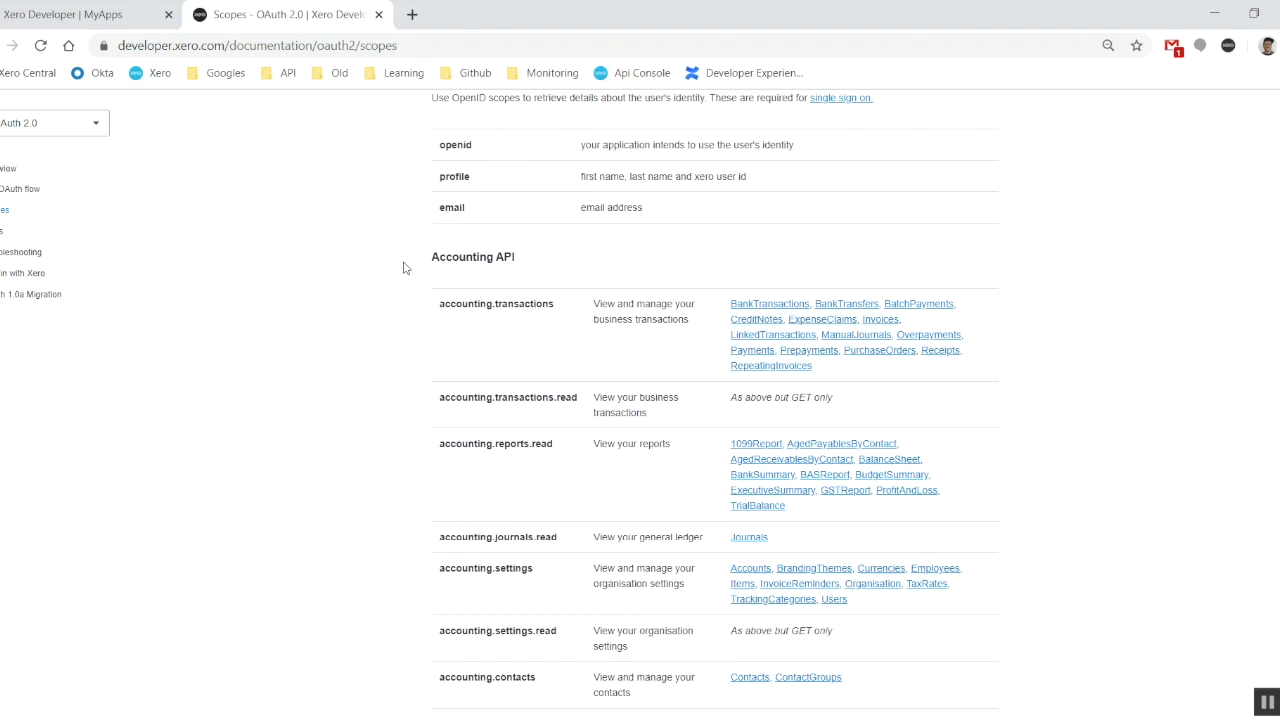 Xero Developer | MyApps
Scopes - OAuth 2.0 | Xero Develo
developer.xero.com/documentation/oauth2/scopes
1
Xero Central
Okta
Xero
Googles
API
Old
Learning
Github
Monitoring
Api Console
Developer Experien...
Auth 2.0
view
OAuth flow
es
s
bleshooting
in with Xero
h 1.0a Migration
Use OpenID scopes to retrieve details about the user's identity. These are required for single sign on.
openid your application intends to use the user's identity
profile first name, last name and xero user id
email email address
Accounting API
accounting.transactions View and manage your BankTransactions, BankTransfers, BatchPayments,
business transactions CreditNotes, ExpenseClaims, Invoices,
LinkedTransactions, ManualJournals, Overpayments,
Payments, Prepayments, PurchaseOrders, Receipts,
RepeatingInvoices
accounting.transactions.read View your business As above but GET only
transactions
accounting.reports.read View your reports 1099Report, AgedPayablesByContact,
AgedReceivablesByContact, BalanceSheet,
BankSummary, BASReport, BudgetSummary,
ExecutiveSummary, GSTReport, ProfitAndLoss,
TrialBalance
accounting.journals.read View your general ledger Journals
accounting.settings View and manage your Accounts, BrandingThemes, Currencies, Employees,
organisation settings Items, InvoiceReminders, Organisation, TaxRates,
TrackingCategories, Users
accounting.settings.read View your organisation As above but GET only
settings
accounting.contacts View and manage your Contacts, ContactGroups
contacts